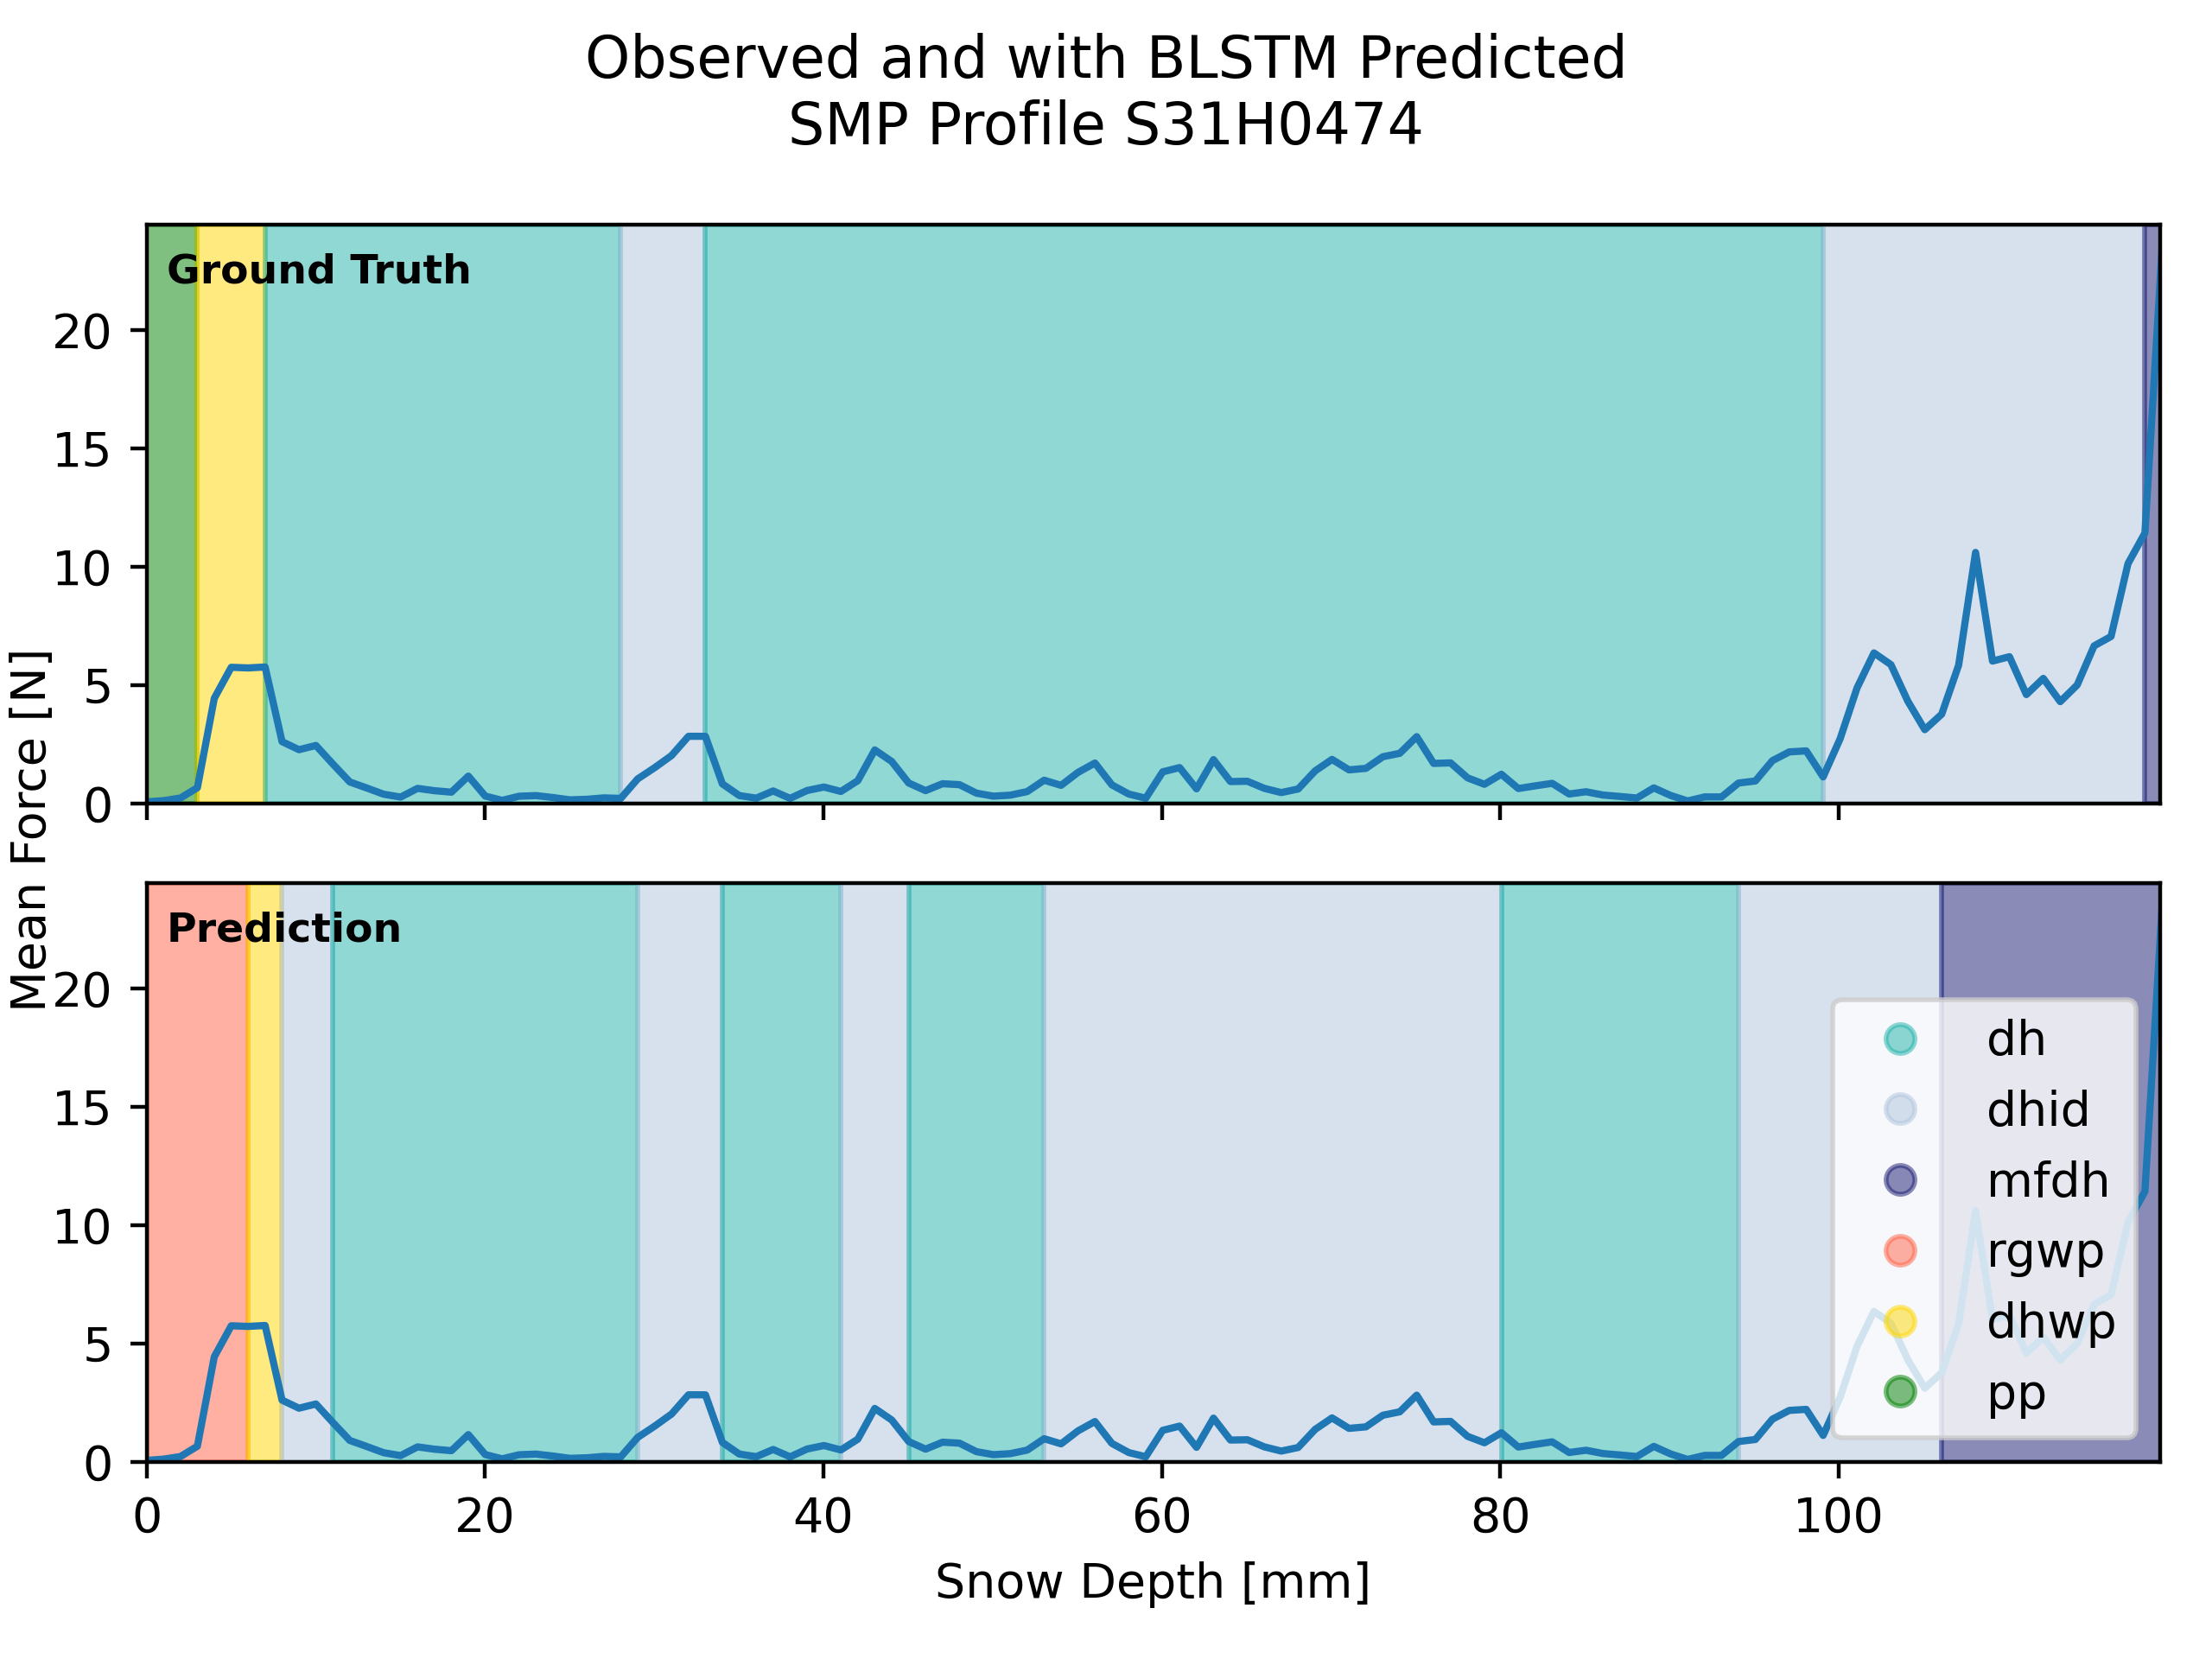 Observed and with BLSTM Predicted
SMP Profile S31H0474
Ground Truth
20
15
10
5
0
Mean Force [N]
Prediction
20
15
10
5
0
dh
dhid
mfdh
rgwp
dhwp
pp
0 20 40 60 80 100
Snow Depth [mm]